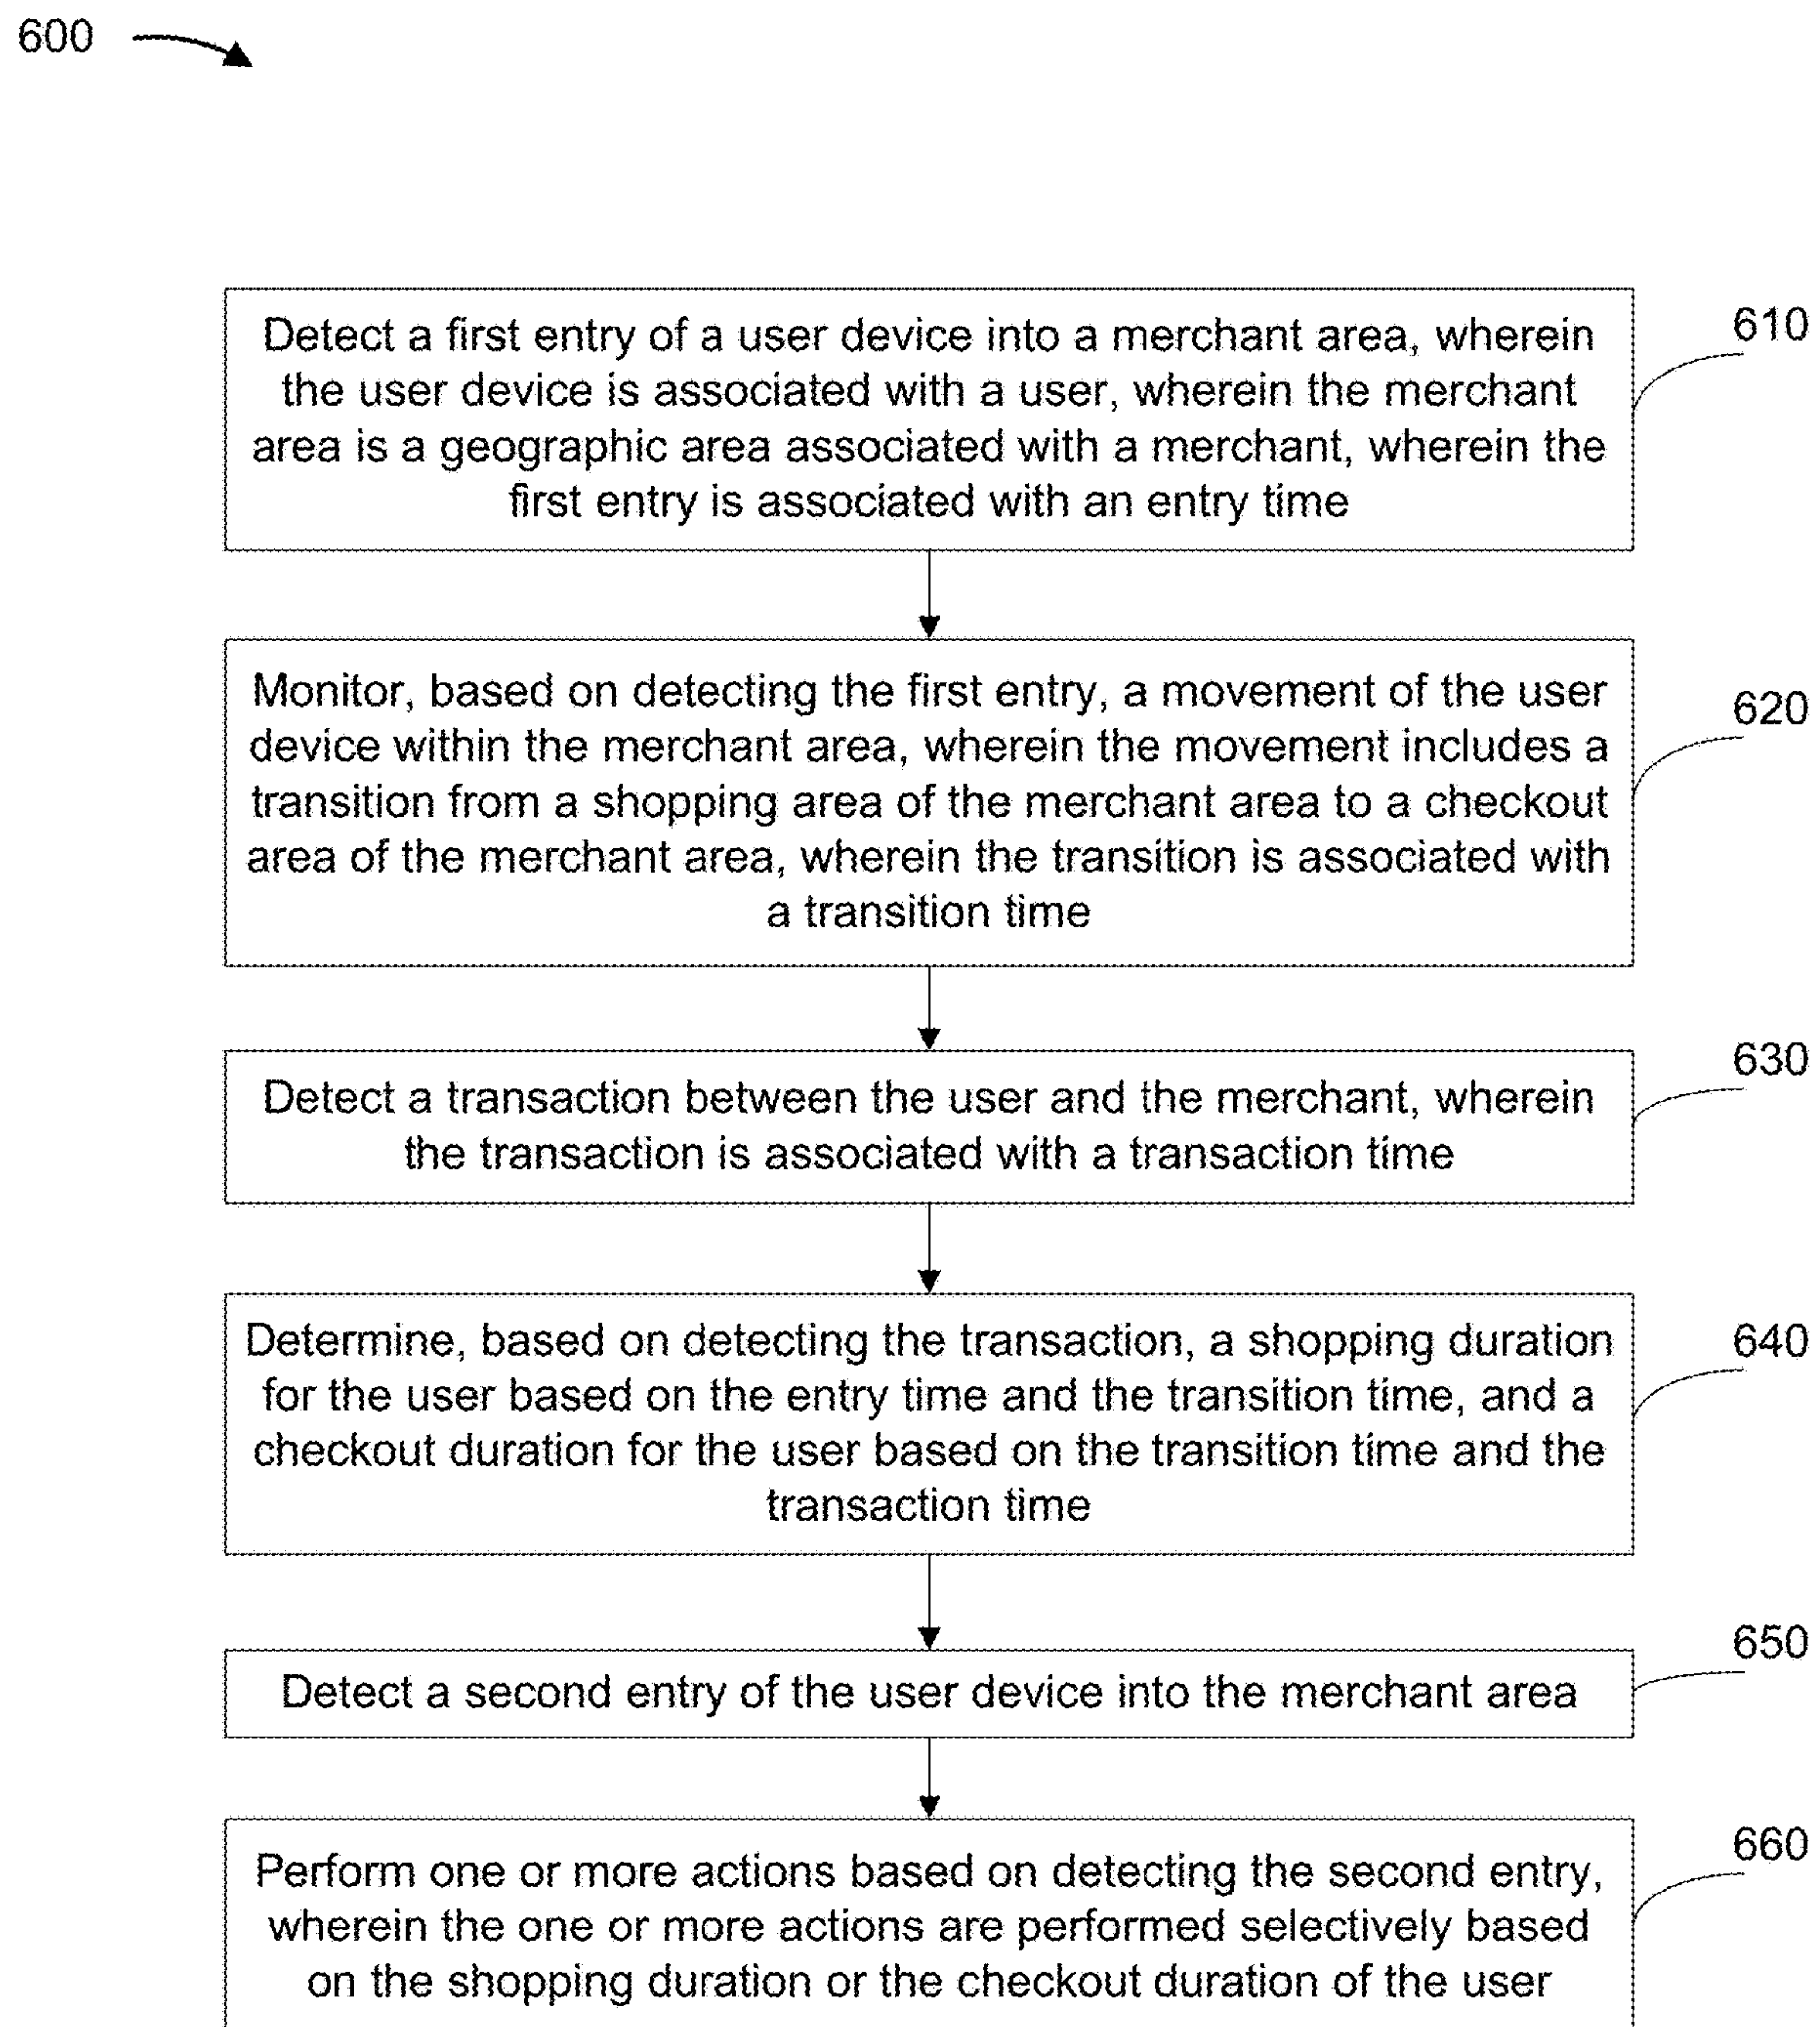 600
Detect a first entry of a user device into a merchant area, wherein
the user device is associated with a user, wherein the merchant
area is a geographic area associated with a merchant, wherein the
first entry is associated with an entry time
610
Monitor, based on detecting the first entry, a movement of the user
device within the merchant area, wherein the movement includes a
transition from a shopping area of the merchant area to a checkout
area of the merchant area, wherein the transition is associated with
a transition time
620
Detect a transaction between the user and the merchant, wherein
the transaction is associated with a transaction time
630
Determine, based on detecting the transaction, a shopping duration
for the user based on the entry time and the transition time, and a
checkout duration for the user based on the transition time and the
transaction time
640
Detect a second entry of the user device into the merchant area
650
Perform one or more actions based on detecting the second entry,
wherein the one or more actions are performed selectively based
on the shopping duration or the checkout duration of the user
660